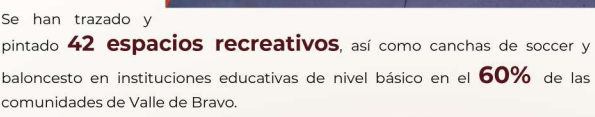 Se han trazado y
pintado 42 espacios recreativos, así como canchas de soccer y
baloncesto en instituciones educativas de nivel básico en el 60% de las
comunidades de Valle de Bravo.